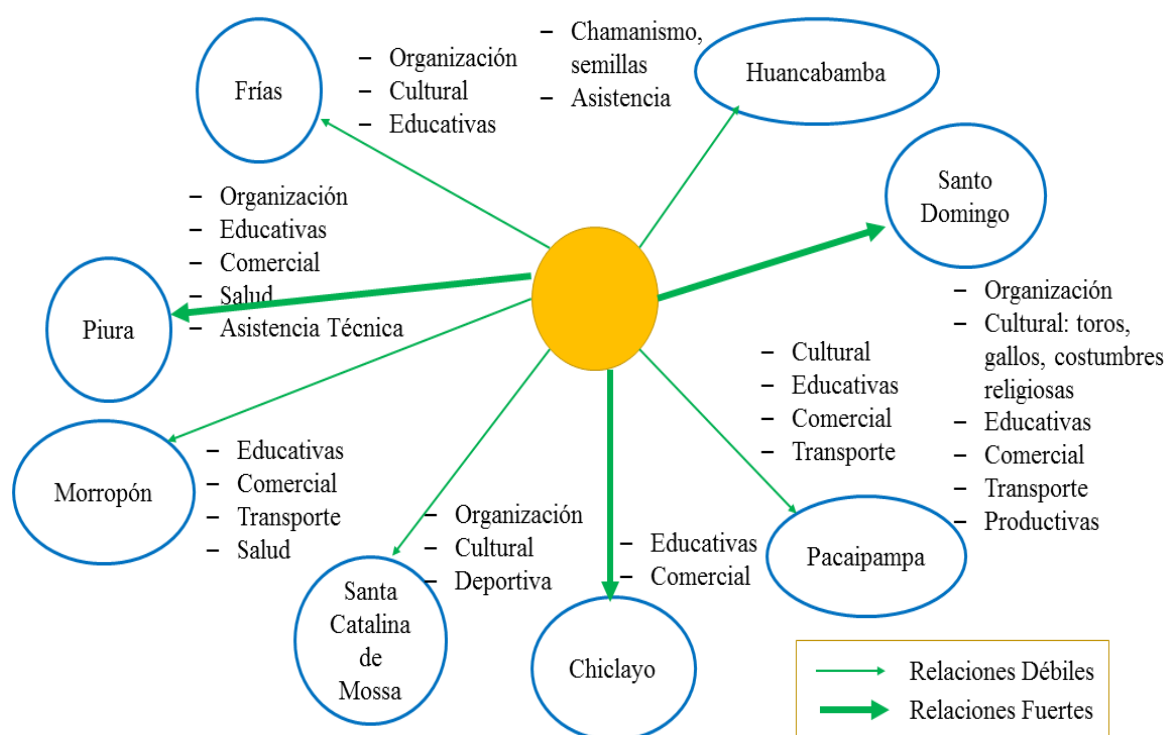 Frías
– Organización
– Cultural
– Educativas
– Chamanismo,
semillas
– Asistencia
Huancabamba
Santo
Domingo
– Organización
– Cultural: toros,
gallos, costumbres
religiosas
– Educativas
– Comercial
– Transporte
– Productivas
– Organización
– Educativas
– Comercial
– Salud
– Asistencia Técnica
Piura
– Cultural
– Educativas
– Comercial
– Transporte
Pacaipampa
Morropón
– Educativas
– Comercial
– Transporte
– Salud
– Organización
– Cultural
– Deportiva
Santa
Catalina
de
Mossa
– Educativas
– Comercial
Chiclayo
Relaciones Débiles
Relaciones Fuertes